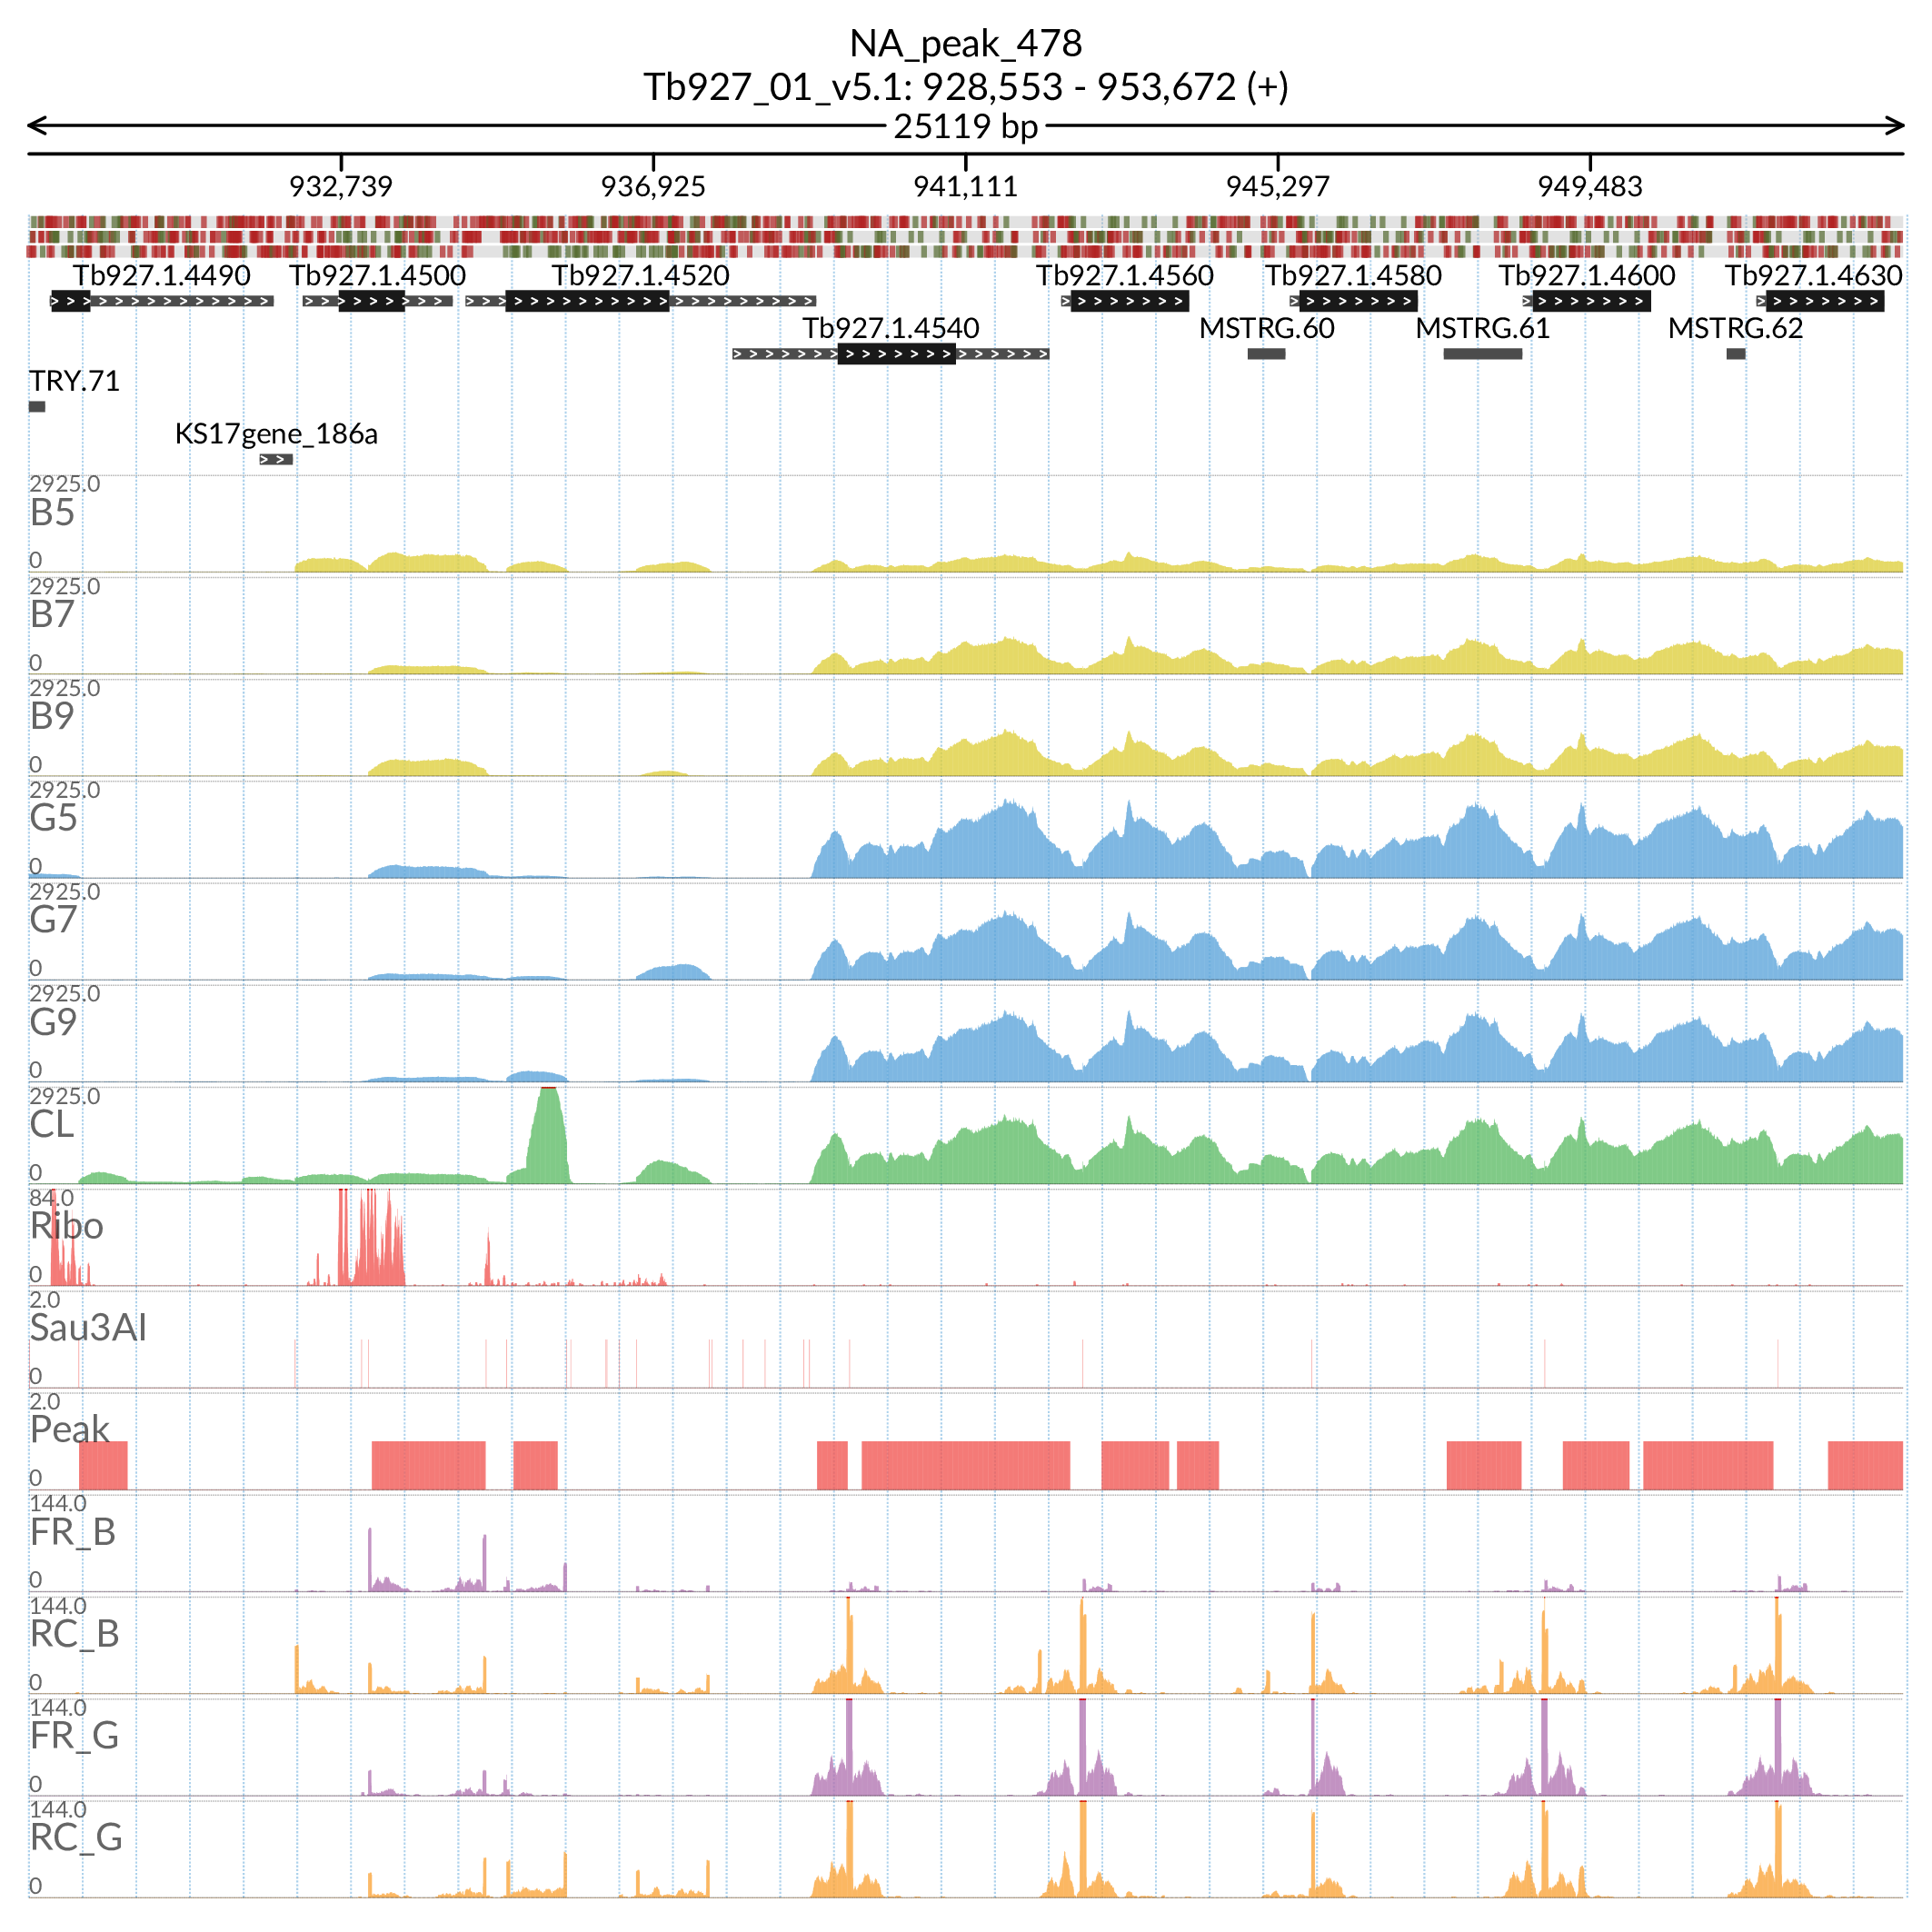 NA_peak_478
Tb927_01_v5.1: 928,553 - 953,672 (+)
25119 bp
932,739 936,925 941,111 945,297 949,483
Tb927.1.4490 Tb927.1.4500 Tb927.1.4520 Tb927.1.4560 Tb927.1.4580 Tb927.1.4600 Tb927.1.4630
Tb927.1.4540 MSTRG.60 MSTRG.61 MSTRG.62
TRY.71
KS17gene_186a
2925.0
B5
0
2925.0
B7
0
2925.0
B9
0
2925.0
G5
0
2925.0
G7
0
2925.0
G9
0
2925.0
CL
0
84.0
Ribo
0
2.0
Sau3AI
0
2.0
Peak
0
144.0
FR_B
0
144.0
RC_B
0
144.0
FR_G
0
144.0
RC_G
0